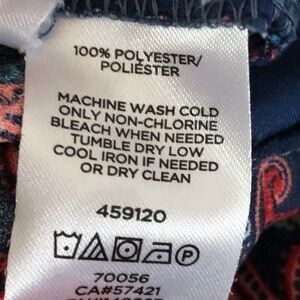 100% POLYESTER/
POLIÉSTER
MACHINE WASH COLD
ONLY NON-CHLORINE
BLEACH WHEN NEEDED
TUMBLE DRY LOW
COOL IRON IF NEEDED
OR DRY CLEAN
459120
P
70056
CA#57421